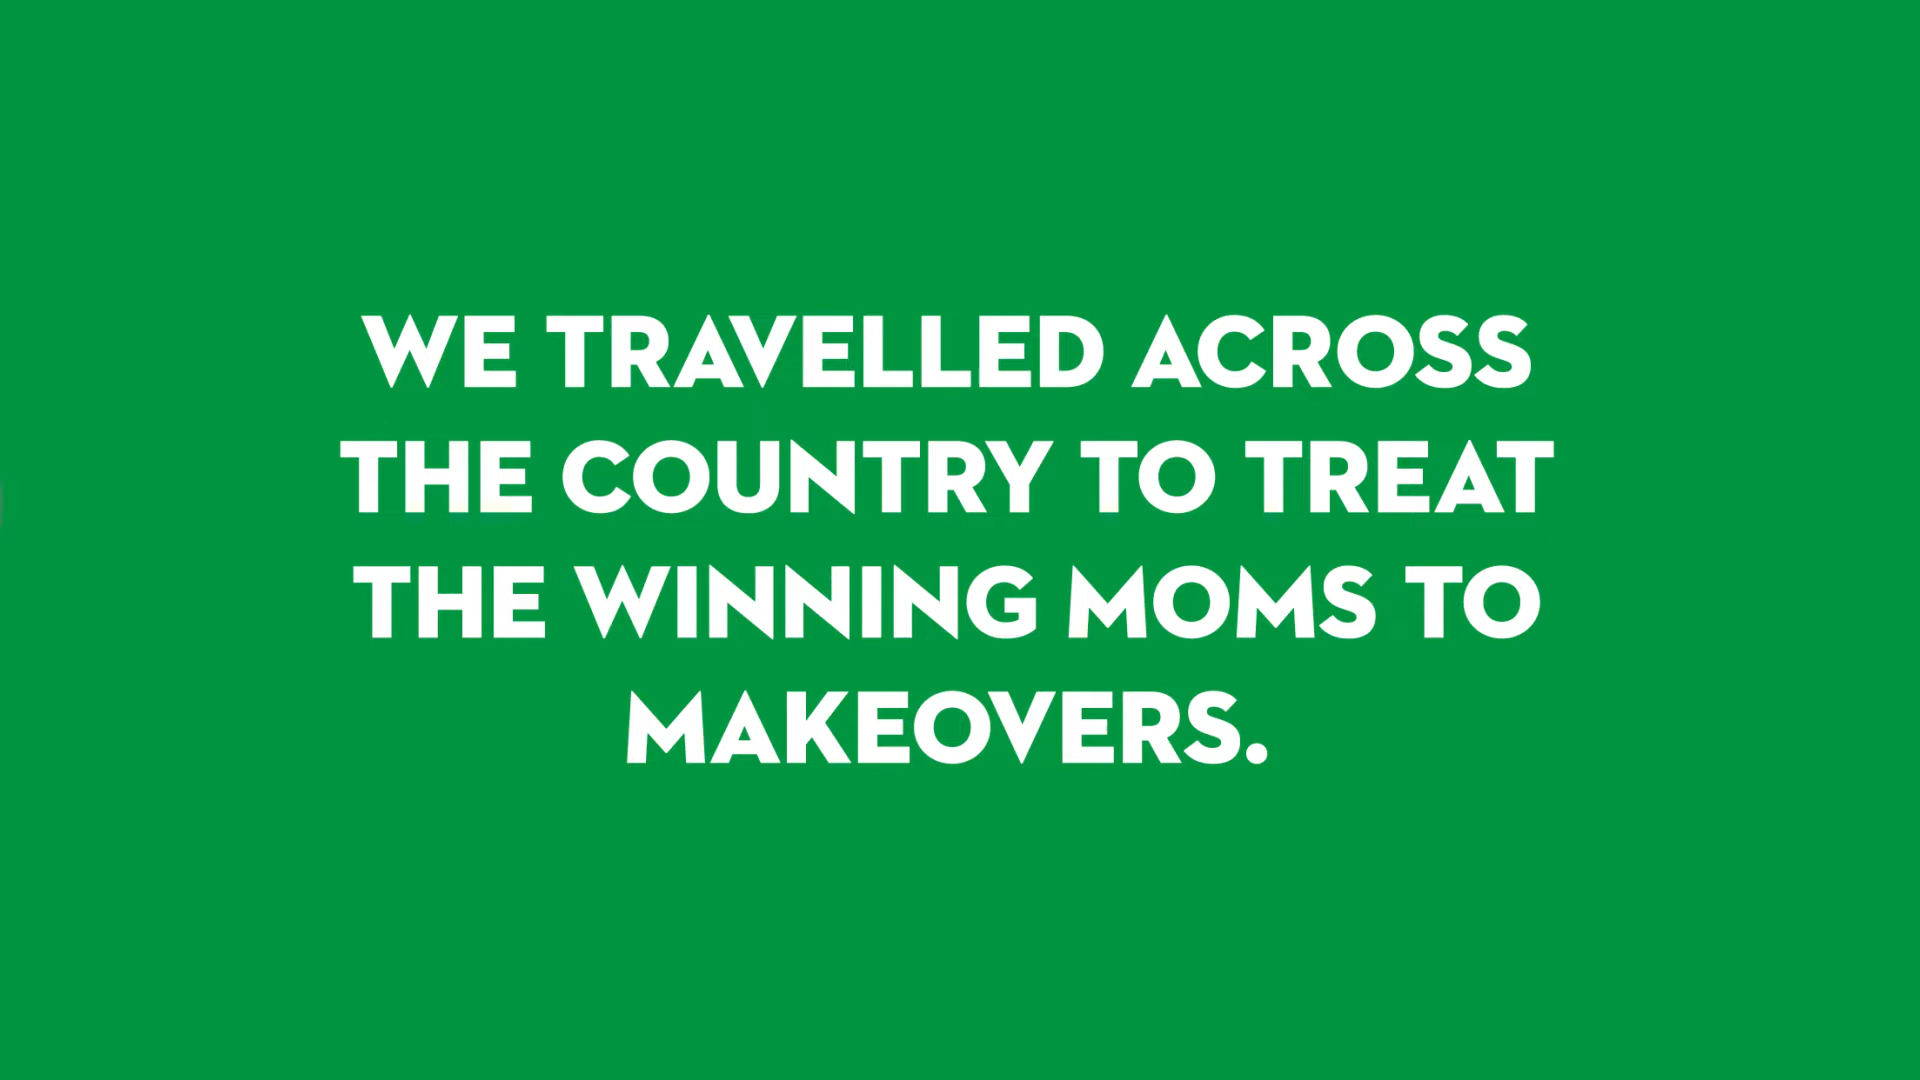 WE TRAVELLED ACROSS
THE COUNTRY TO TREAT
THE WINNING MOMS TO
MAKEOVERS.